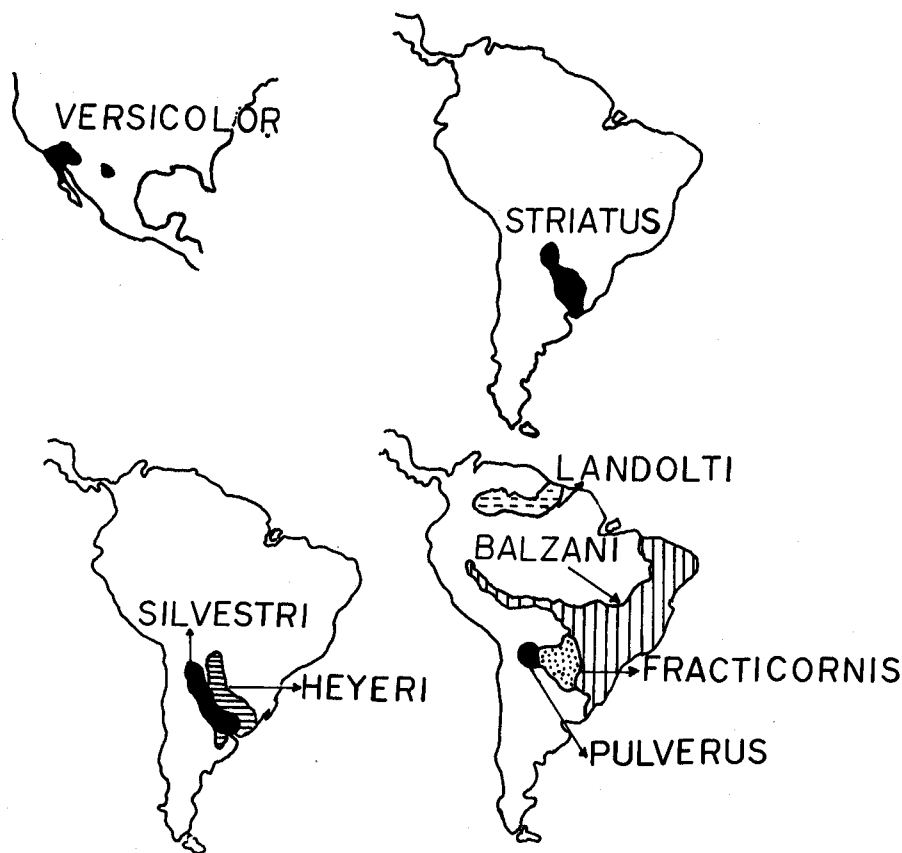 VERSICOLOR
STRIATUS
SILVESTRI
HEYERI
LANDOLTI
BALZANI
FRACTICORNIS
PULVERUS